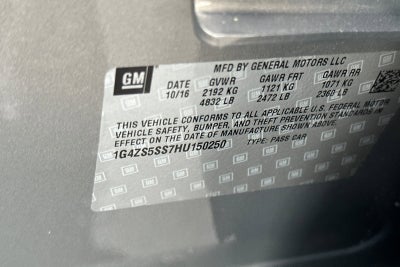 GM
MFD BY GENERAL MOTORS LLC
DATE GVWR GAWR FRT GAWR RR
10/16 2192 KG 1121 KG 1071 KG
4832 LB 2472 LB 2360 LB
THIS VEHICLE CONFORMS TO ALL APPLICABLE U.S. FEDERAL MOTOR
VEHICLE SAFETY, BUMPER, AND THEFT PREVENTION STANDARDS IN
EFFECT ON THE DATE OF MANUFACTURE SHOWN ABOVE.
1G4ZS5SS7HU150250 TYPE: PASS CAR